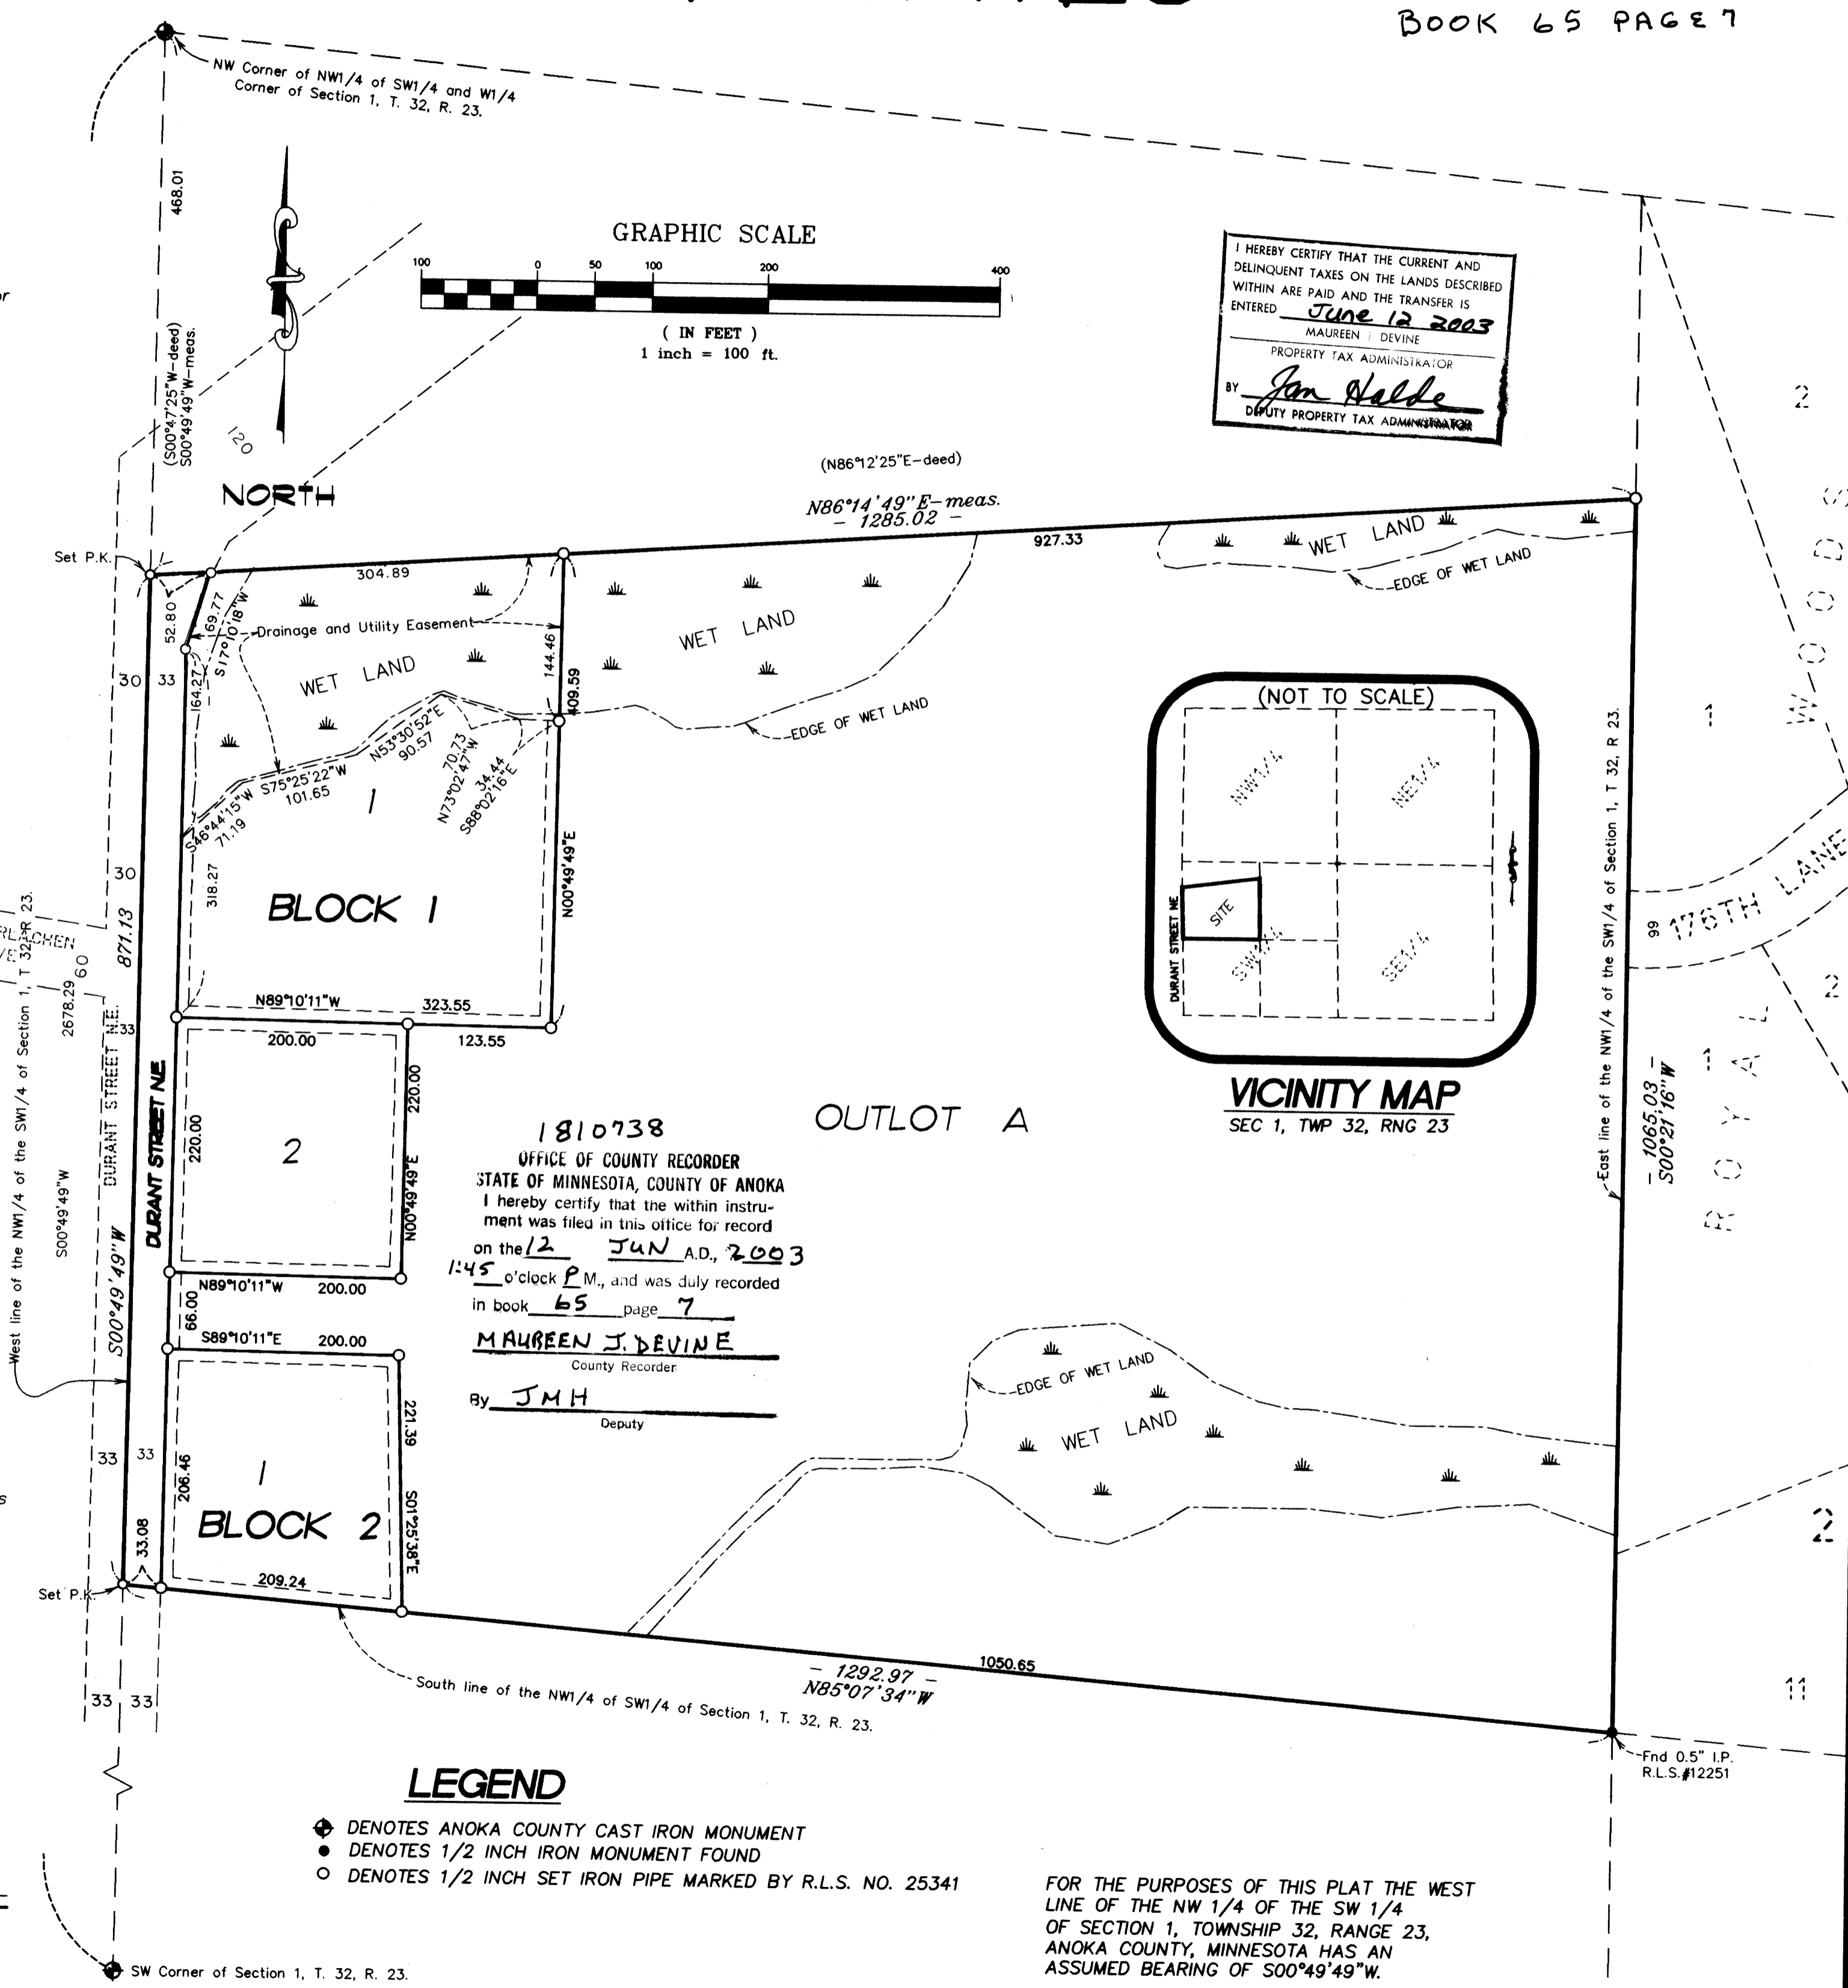 BOOK 65 PAGE 7
NW Corner of NW1/4 of SW1/4 and W1/4
Corner of Section 1, T. 32, R. 23.
468.01
(S00°47'25"W-deed)
S00°49'49"W-meas.
120
NORTH
GRAPHIC SCALE
100 0 50 100 200 400
( IN FEET )
1 inch = 100 ft.
I HEREBY CERTIFY THAT THE CURRENT AND
DELINQUENT TAXES ON THE LANDS DESCRIBED
WITHIN ARE PAID AND THE TRANSFER IS
ENTERED June 12 2003
MAUREEN J DEVINE
PROPERTY TAX ADMINISTRATOR
BY Jan Halde
DEPUTY PROPERTY TAX ADMINISTRATOR
(N86°12'25"E-deed)
N86°14'49"E-meas.
- 1285.02 -
927.33
304.89
Set P.K.
52.80
69.77
S17°10'18"W
Drainage and Utility Easement
WET LAND
WET LAND
WET LAND
EDGE OF WET LAND
EDGE OF WET LAND
144.46
409.59
30
33
164.27
N53°30'52"E
90.57
70.73
N73°02'47"W
34.44
S88°02'16"E
S75°25'22"W
101.65
S46°44'15"W
71.19
1
318.27
BLOCK 1
N00°49'49"E
30
871.13
60
2678.29
33
N89°10'11"W
323.55
200.00
123.55
220.00
220.00
2
N00°49'49"E
DURANT STREET N.E.
DURANT STREET N.E.
S00°49'49"W
S00°49'49"W
West line of the NW1/4 of the SW1/4 of Section 1, T 32, R 23.
N89°10'11"W 200.00
66.00
S89°10'11"E 200.00
221.39
S01°25'38"E
206.46
1
BLOCK 2
33
33
33.08
209.24
Set P.K.
33 33
1810738
OFFICE OF COUNTY RECORDER
STATE OF MINNESOTA, COUNTY OF ANOKA
I hereby certify that the within instru-
ment was filed in this office for record
on the 12 JUN A.D., 2003
1:45 o'clock P M., and was duly recorded
in book 65 page 7
MAUREEN J. DEVINE
County Recorder
By JMH
Deputy
OUTLOT A
(NOT TO SCALE)
NW1/4
NE1/4
SITE
SW1/4
SE1/4
DURANT STREET NE
VICINITY MAP
SEC 1, TWP 32, RNG 23
East line of the NW1/4 of the SW1/4 of Section 1, T 32, R 23.
- 1065.03 -
S00°21'16"W
66
176TH LANE
ROYAL
WOODS
2
1
2
1
2
11
EDGE OF WET LAND
WET LAND
1050.65
- 1292.97 -
N85°07'34"W
South line of the NW1/4 of SW1/4 of Section 1, T. 32, R. 23.
Fnd 0.5" I.P.
R.L.S.#12251
LEGEND
DENOTES ANOKA COUNTY CAST IRON MONUMENT
DENOTES 1/2 INCH IRON MONUMENT FOUND
DENOTES 1/2 INCH SET IRON PIPE MARKED BY R.L.S. NO. 25341
SW Corner of Section 1, T. 32, R. 23.
FOR THE PURPOSES OF THIS PLAT THE WEST
LINE OF THE NW 1/4 OF THE SW 1/4
OF SECTION 1, TOWNSHIP 32, RANGE 23,
ANOKA COUNTY, MINNESOTA HAS AN
ASSUMED BEARING OF S00°49'49"W.